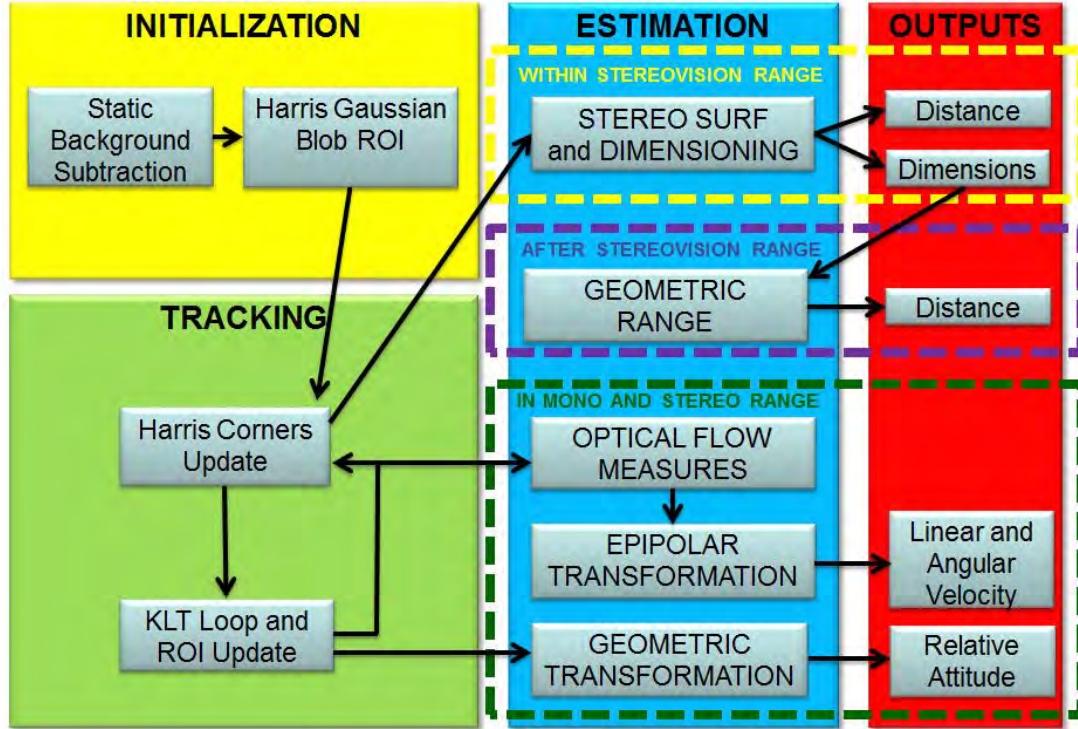 INITIALIZATION
Static
Background
Subtraction
Harris Gaussian
Blob ROI
TRACKING
Harris Corners
Update
KLT Loop and
ROI Update
ESTIMATION
WITHIN STEREOVISION RANGE
STEREO SURF
and DIMENSIONING
AFTER STEREOVISION RANGE
GEOMETRIC
RANGE
IN MONO AND STEREO RANGE
OPTICAL FLOW
MEASURES
EPIPOLAR
TRANSFORMATION
GEOMETRIC
TRANSFORMATION
OUTPUTS
Distance
Dimensions
Distance
Linear and
Angular
Velocity
Relative
Attitude